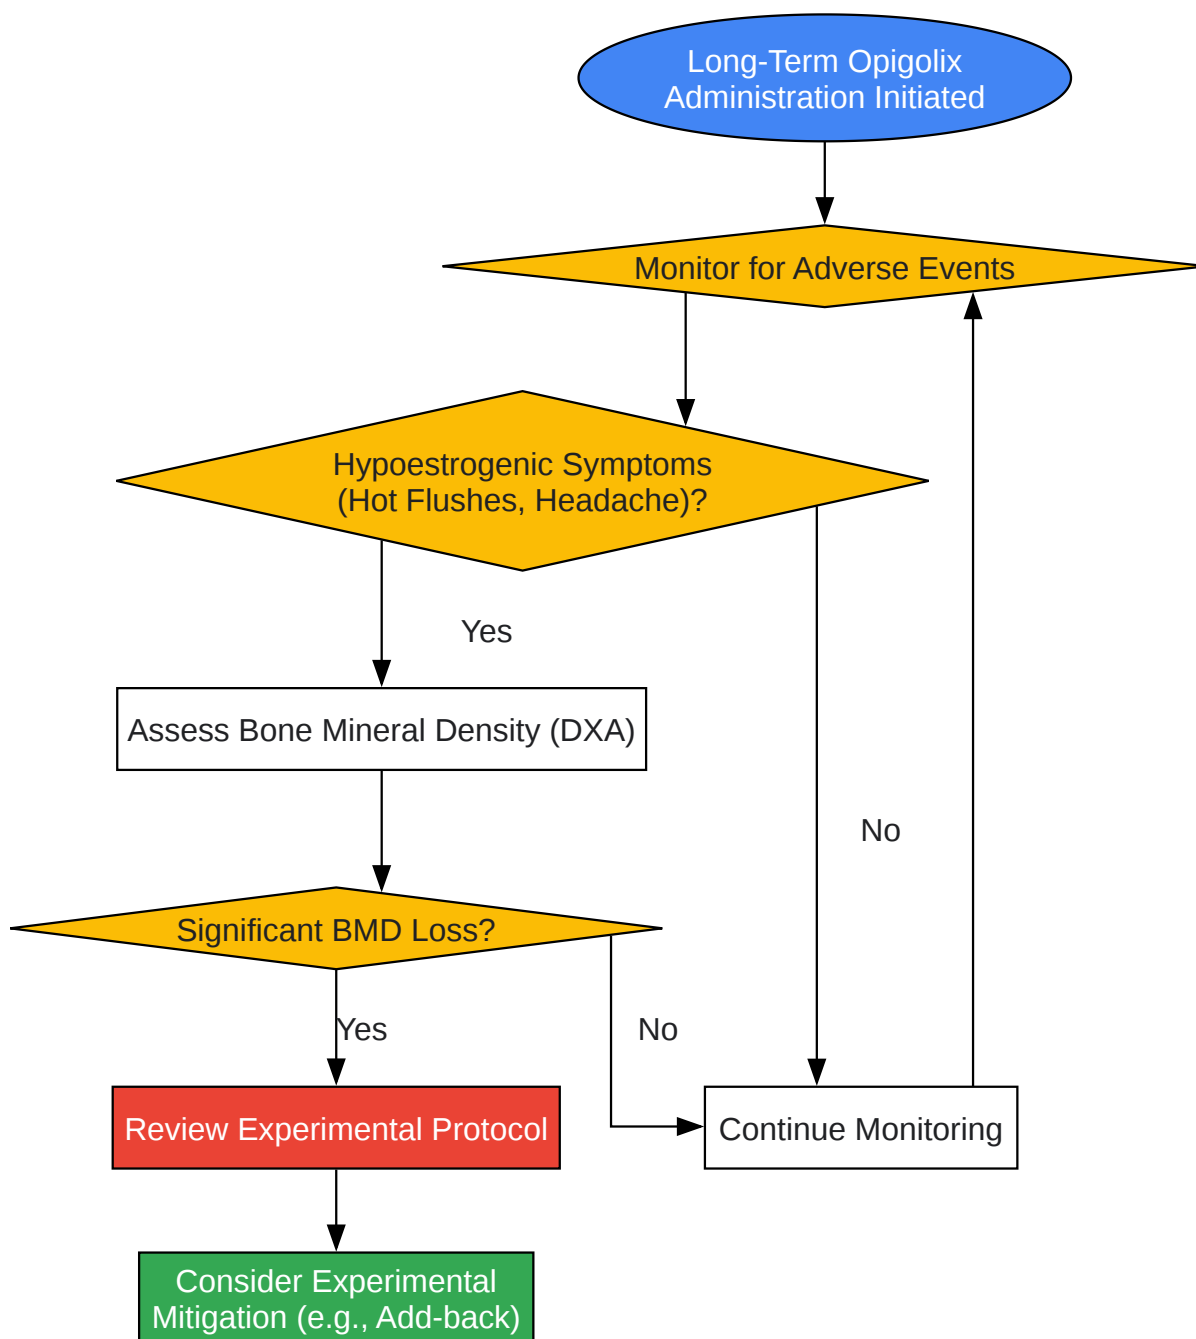 Long-Term Opigolix
Administration Initiated
Monitor for Adverse Events
Hypoestrogenic Symptoms
(Hot Flushes, Headache)?
Yes
Assess Bone Mineral Density (DXA)
No
Significant BMD Loss?
Yes
No
Review Experimental Protocol
Continue Monitoring
Consider Experimental
Mitigation (e.g., Add-back)